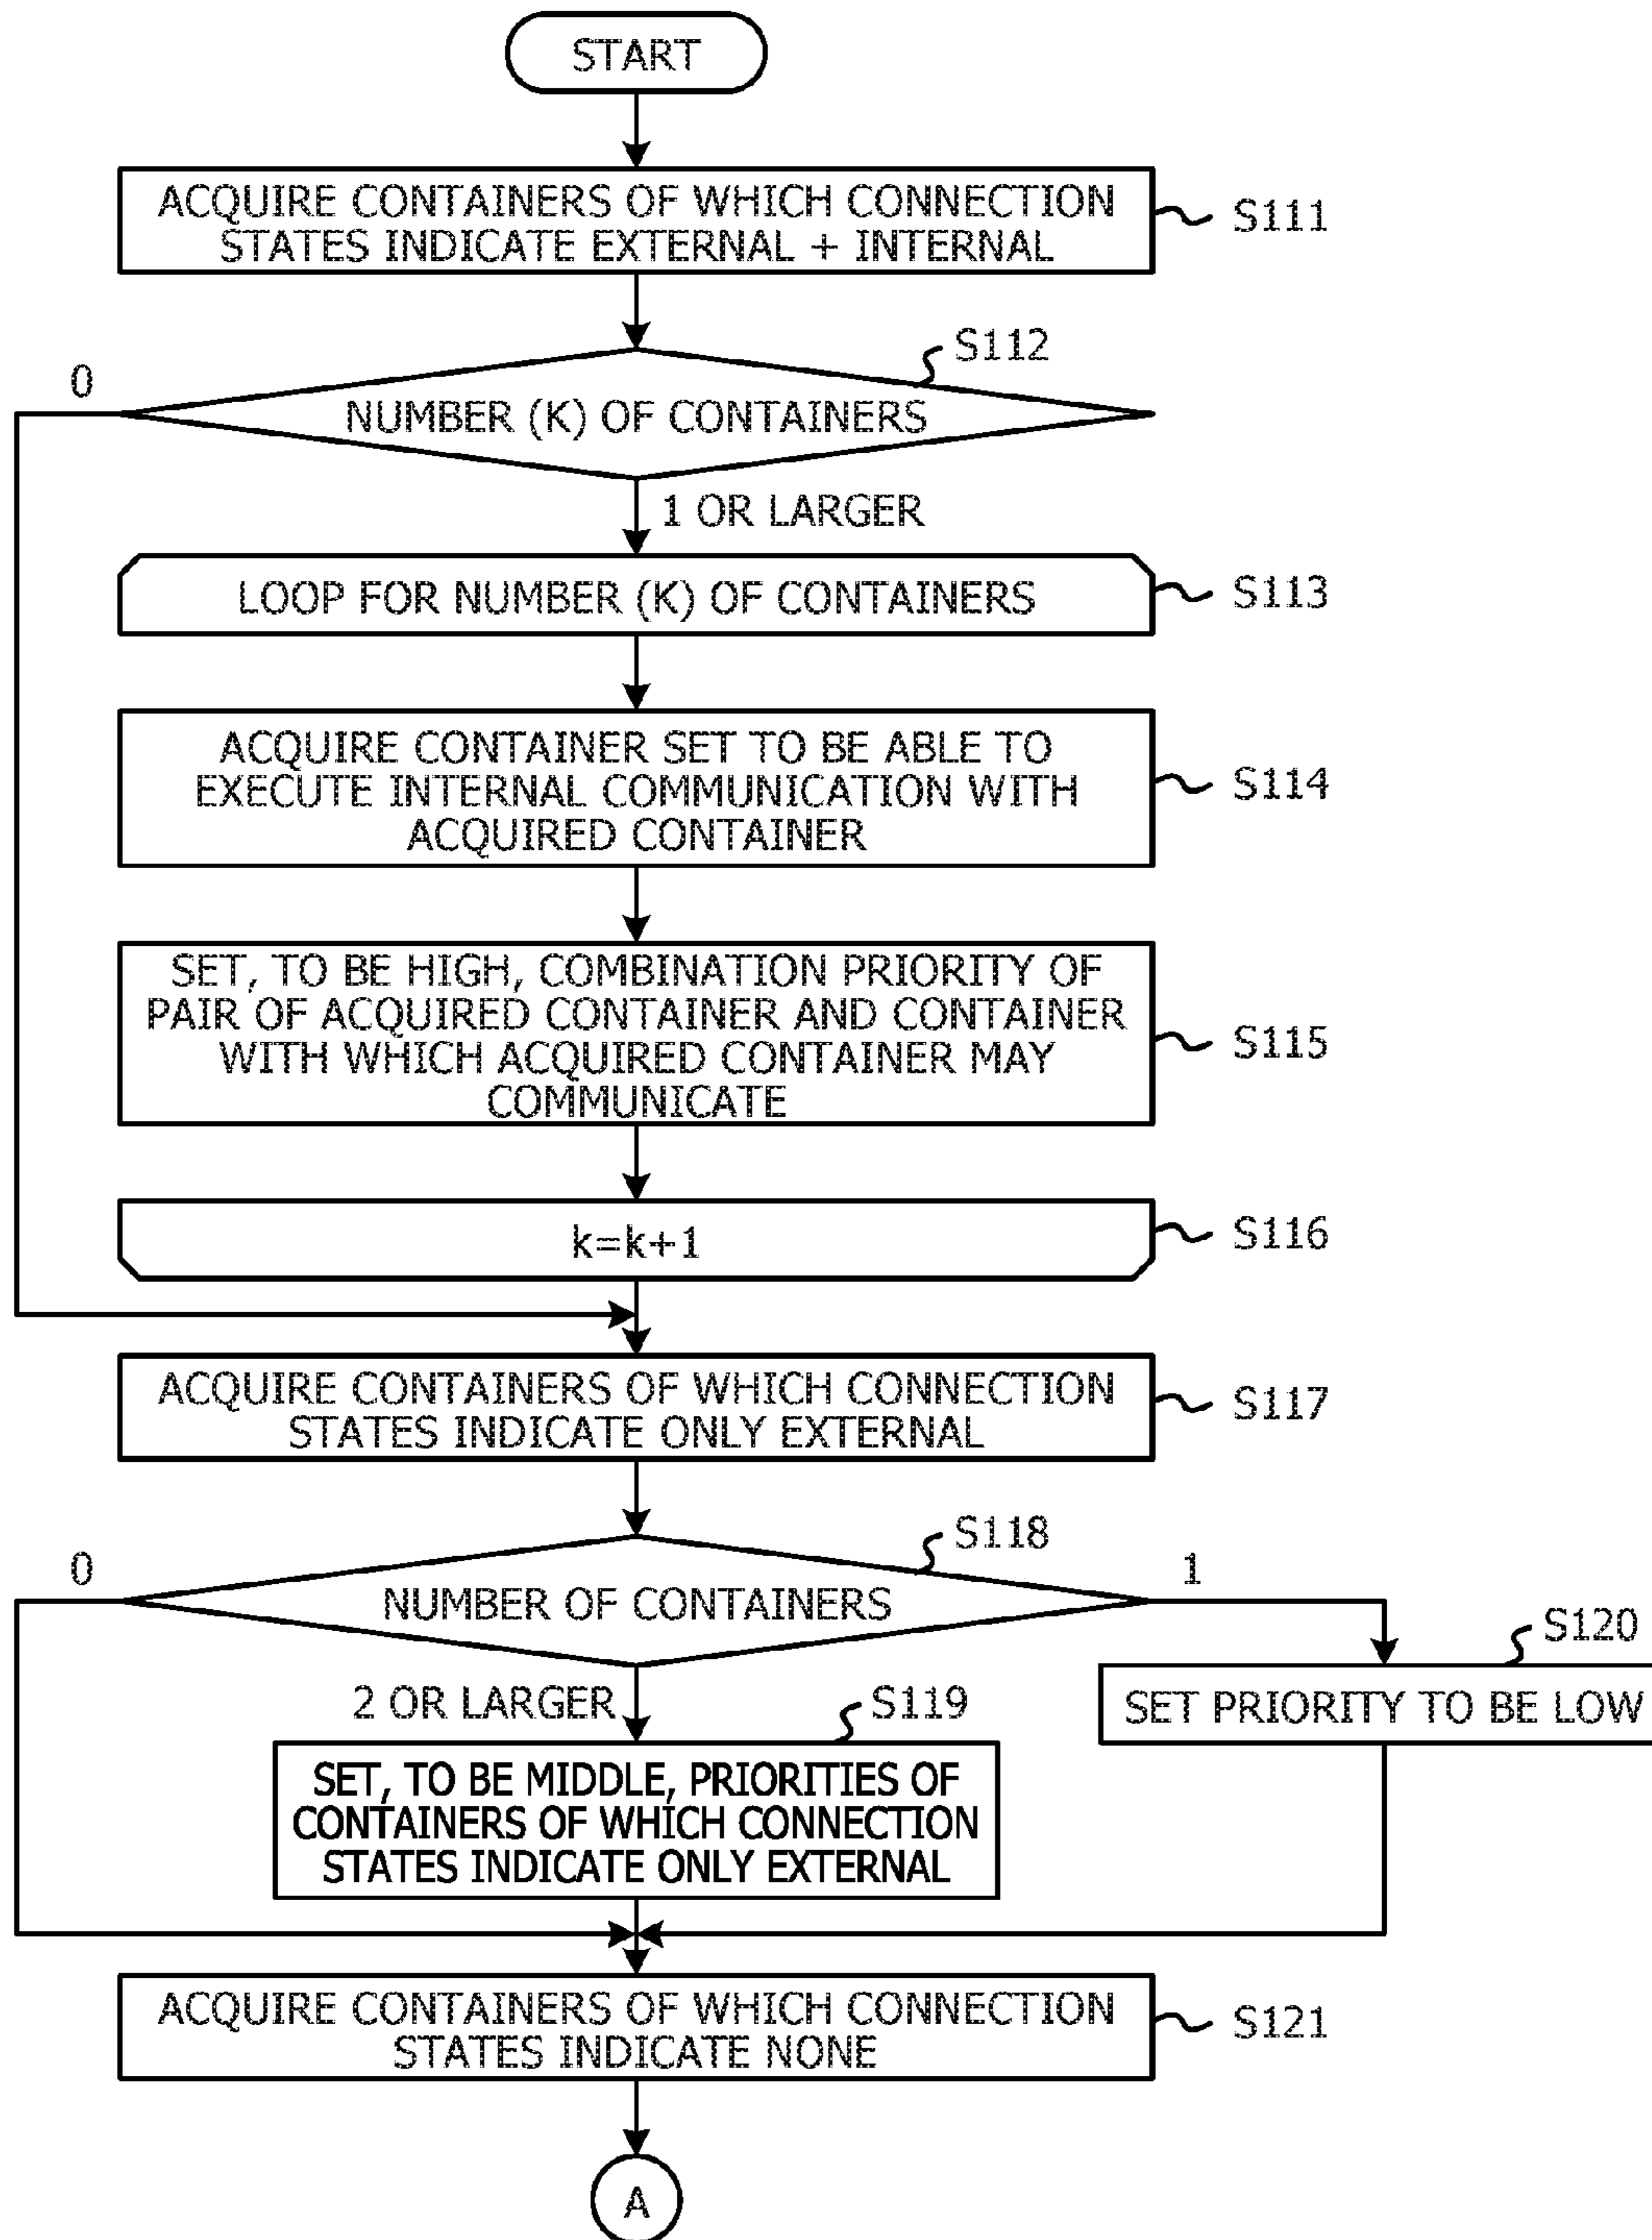 START
ACQUIRE CONTAINERS OF WHICH CONNECTION
STATES INDICATE EXTERNAL + INTERNAL
S111
S112
0
NUMBER (K) OF CONTAINERS
1 OR LARGER
LOOP FOR NUMBER (K) OF CONTAINERS
S113
ACQUIRE CONTAINER SET TO BE ABLE TO
EXECUTE INTERNAL COMMUNICATION WITH
ACQUIRED CONTAINER
S114
SET, TO BE HIGH, COMBINATION PRIORITY OF
PAIR OF ACQUIRED CONTAINER AND CONTAINER
WITH WHICH ACQUIRED CONTAINER MAY
COMMUNICATE
S115
k=k+1
S116
ACQUIRE CONTAINERS OF WHICH CONNECTION
STATES INDICATE ONLY EXTERNAL
S117
S118
0
NUMBER OF CONTAINERS
1
S120
2 OR LARGER
S119
SET PRIORITY TO BE LOW
SET, TO BE MIDDLE, PRIORITIES OF
CONTAINERS OF WHICH CONNECTION
STATES INDICATE ONLY EXTERNAL
ACQUIRE CONTAINERS OF WHICH CONNECTION
STATES INDICATE NONE
S121
A